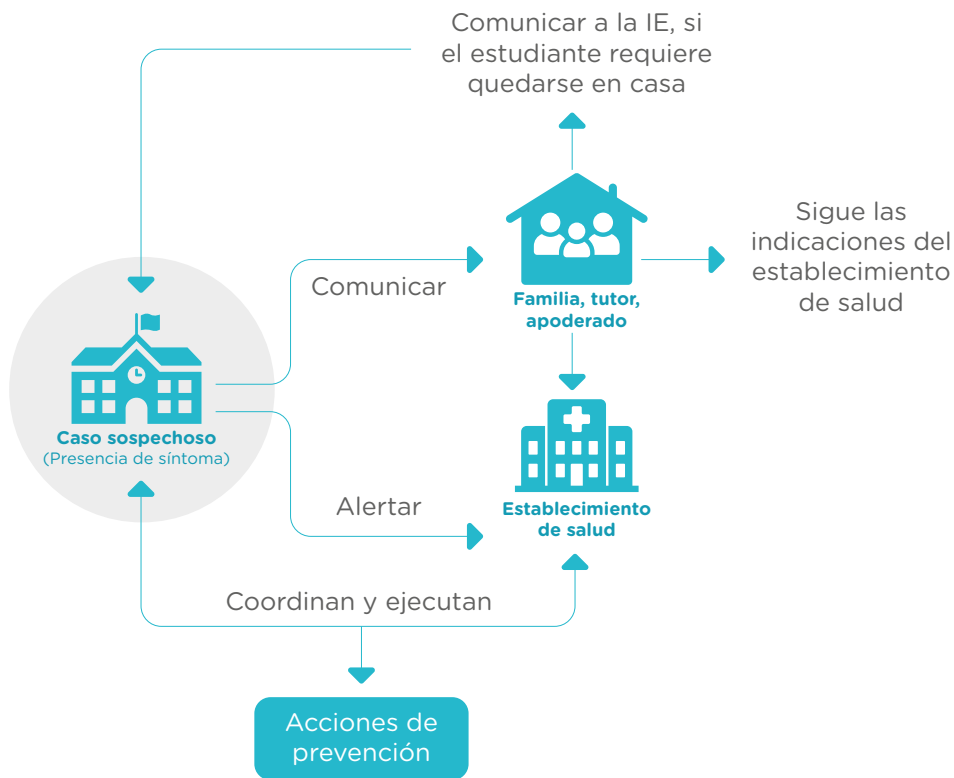 Comunicar a la IE, si
el estudiante requiere
quedarse en casa
Sigue las
indicaciones del
establecimiento
de salud
Comunicar
Familia, tutor,
apoderado
Caso sospechoso
(Presencia de síntoma)
Alertar
Establecimiento
de salud
Coordinan y ejecutan
Acciones de
prevención